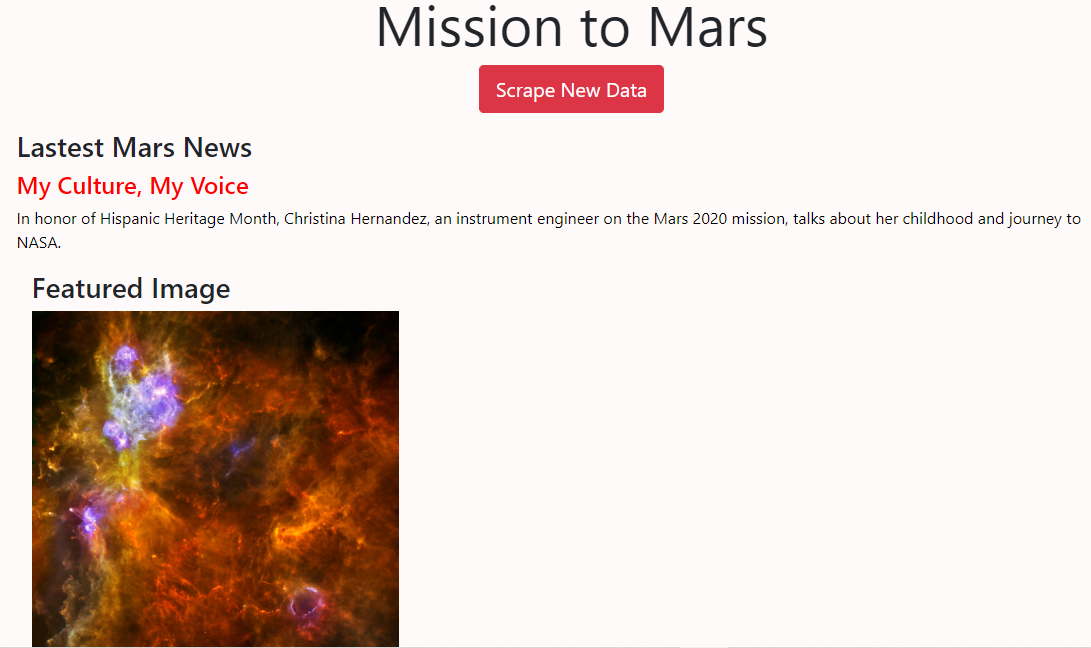 Mission to Mars
Scrape New Data
Lastest Mars News
My Culture, My Voice
In honor of Hispanic Heritage Month, Christina Hernandez, an instrument engineer on the Mars 2020 mission, talks about her childhood and journey to
NASA.
Featured Image